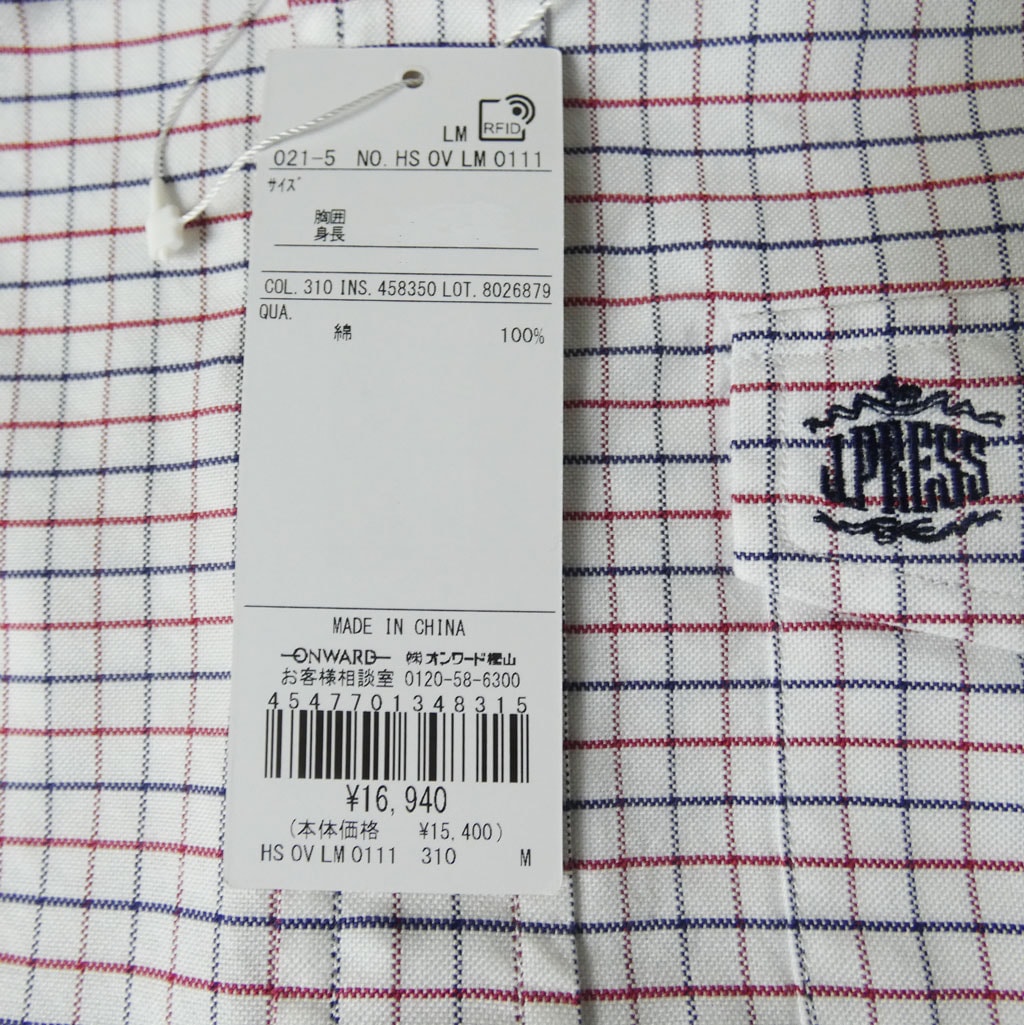 RFID
LM
021-5 NO. HS OV LM 0111
サイズ
胸囲
身長
COL. 310 INS. 458350 LOT. 8026879
QUA.
綿 100%
MADE IN CHINA
ONWARD ㈱オンワード樫山
お客様相談室 0120-58-6300
4547701348315
¥16,940
(本体価格 ¥15,400)
HS OV LM 0111 310 M
J.PRESS